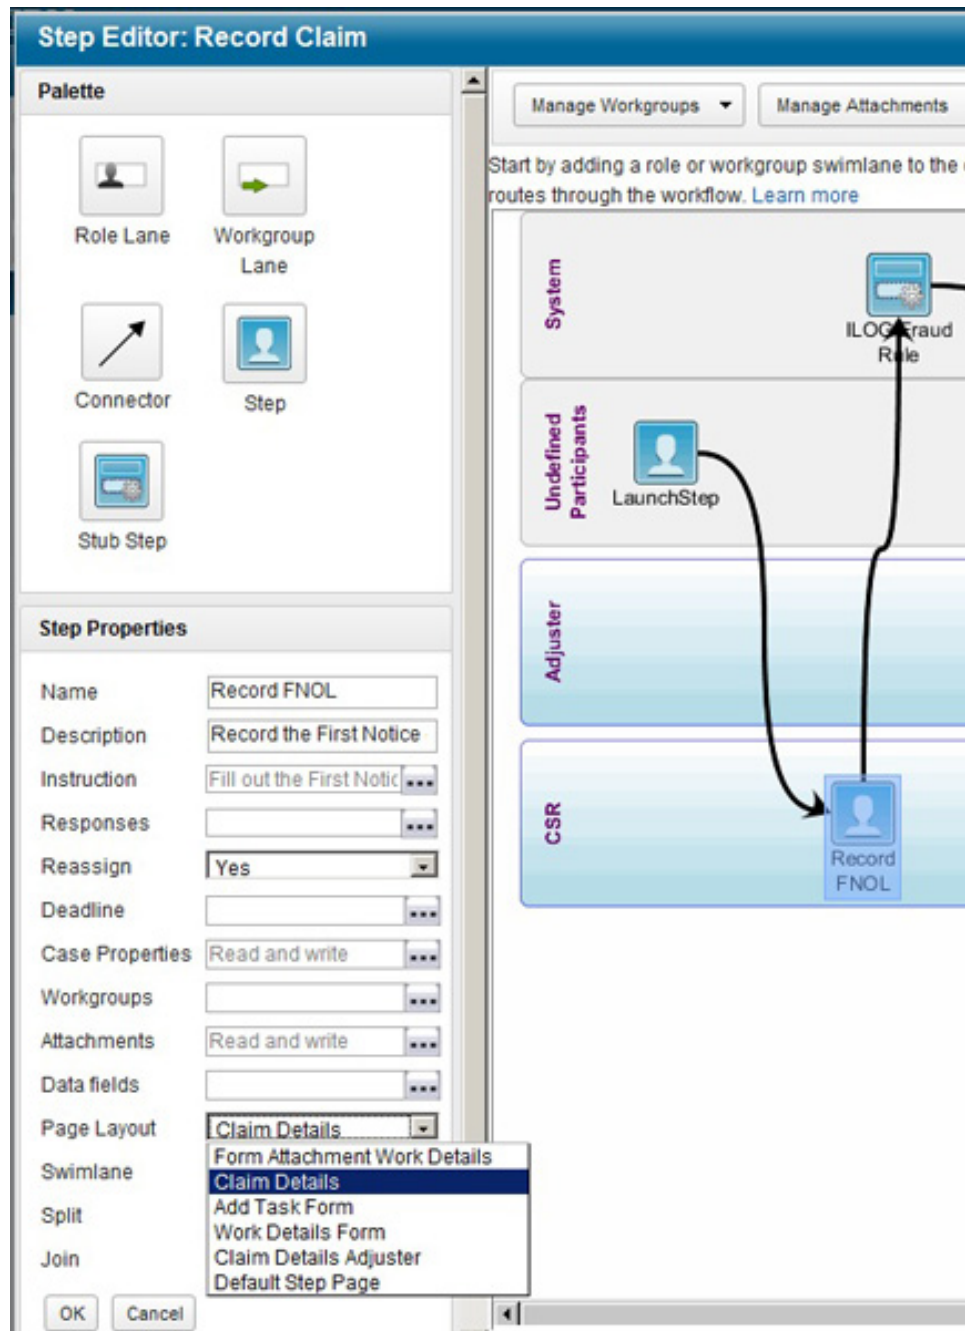 Step Editor: Record Claim
Palette
Role Lane
Workgroup
Lane
Connector
Step
Stub Step
Step Properties
Name
Record FNOL
Description
Record the First Notice
Instruction
Fill out the First Notic
Responses
Reassign
Yes
Deadline
Case Properties
Read and write
Workgroups
Attachments
Read and write
Data fields
Page Layout
Claim Details
Form Attachment Work Details
Claim Details
Add Task Form
Work Details Form
Claim Details Adjuster
Default Step Page
Swimlane
Split
Join
OK
Cancel
Manage Workgroups
Manage Attachments
Start by adding a role or workgroup swimlane to the
routes through the workflow. Learn more
System
ILOG Fraud
Rule
Undefined
Participants
LaunchStep
Adjuster
CSR
Record
FNOL